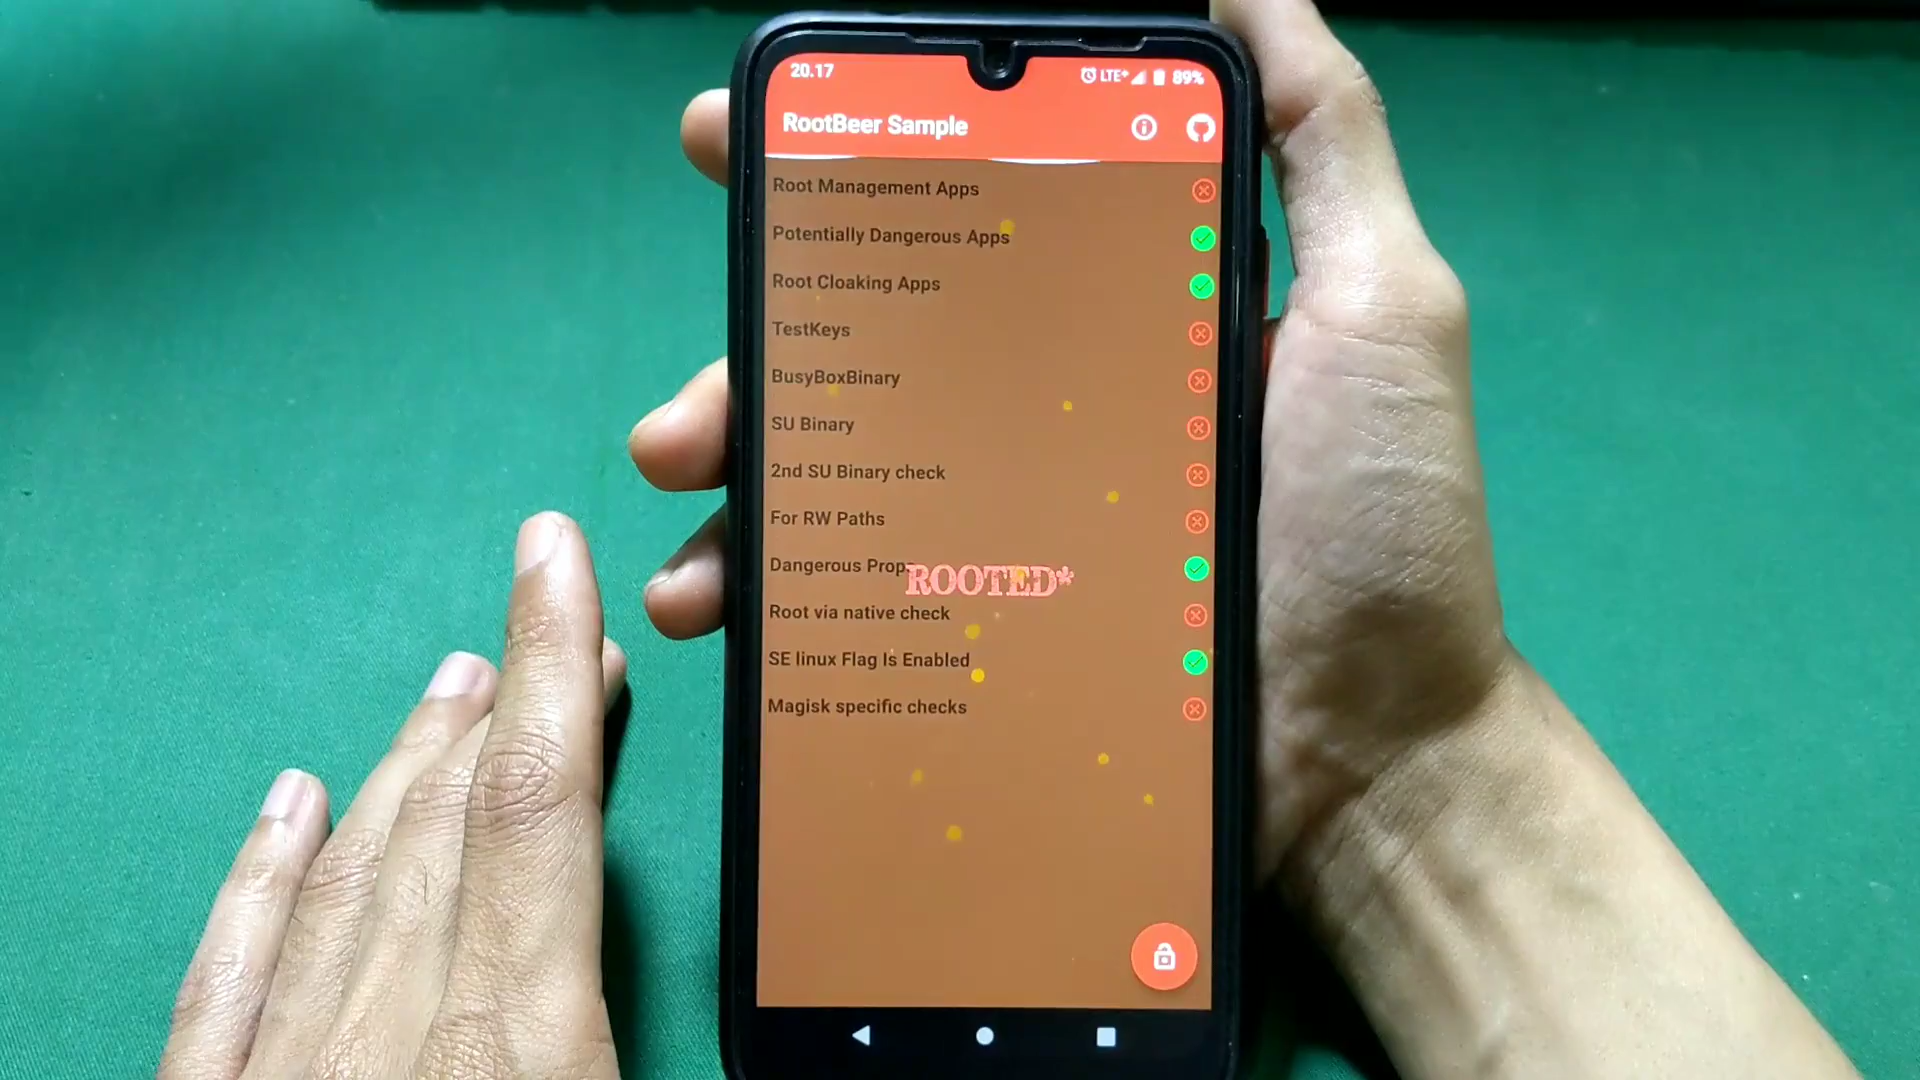 20.17 LTE+ 89%
RootBeer Sample
Root Management Apps
Potentially Dangerous Apps
Root Cloaking Apps
TestKeys
BusyBoxBinary
SU Binary
2nd SU Binary check
For RW Paths
Dangerous Props
ROOTED*
Root via native check
SE linux Flag Is Enabled
Magisk specific checks